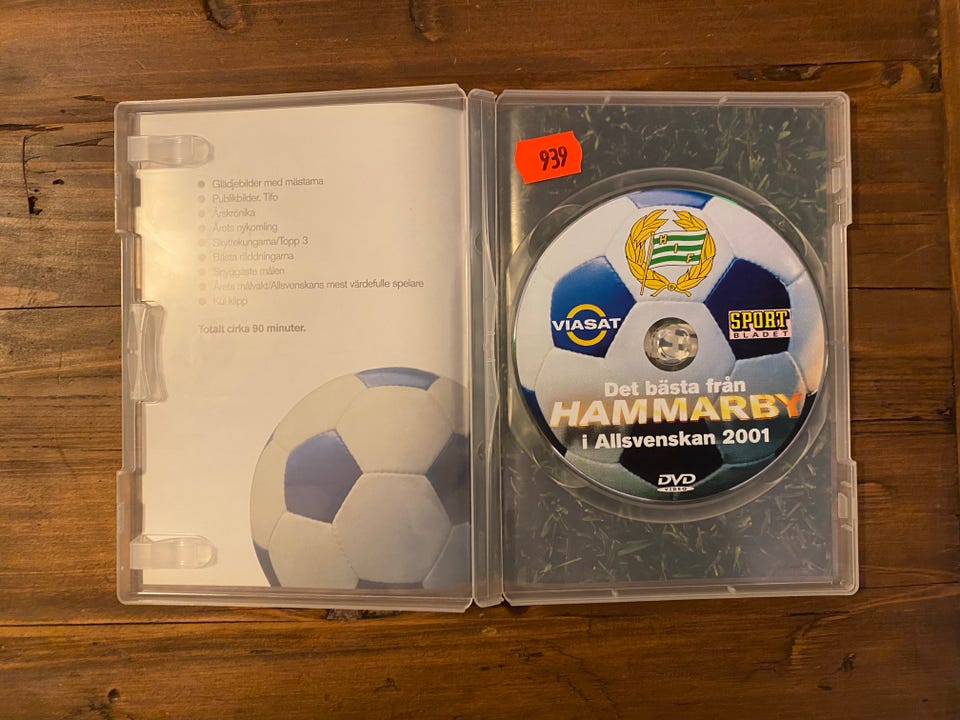 Glädjebilder med mästarna
Publikbilder. Tifo
Årskrönika
Årets nykomling
Skyttekungarna/Topp 3
Bästa räddningarna
Snyggaste målen
Årets målvakt/Allsvenskans mest värdefulle spelare
Kul klipp
Totalt cirka 90 minuter.
939
HIF
VIASAT
SPORT
BLADET
Det bästa från
HAMMARBY
i Allsvenskan 2001
DVD
VIDEO